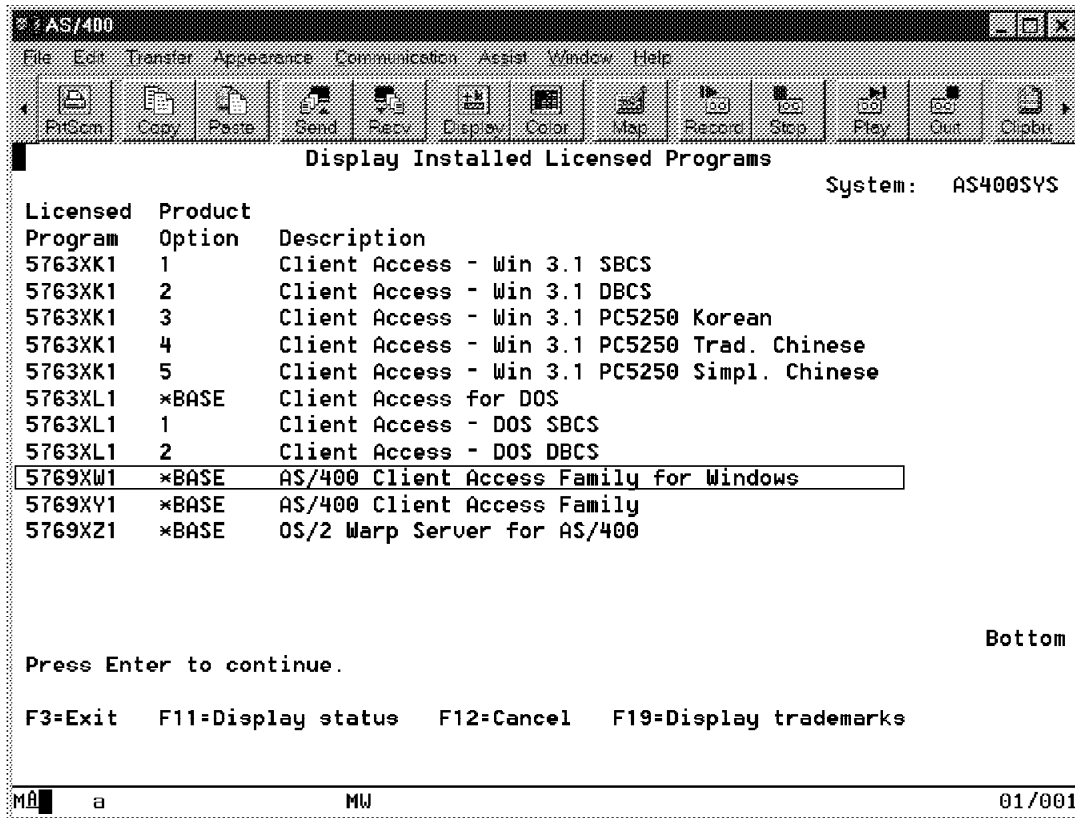 AS/400
File Edit Transfer Appearance Communication Assist Window Help
PrtScrn Copy Paste Send Recv Display Color Map Record Stop Play Quit Clipbrd
Display Installed Licensed Programs
System: AS400SYS
Licensed Product
Program Option Description
5763XK1 1 Client Access - Win 3.1 SBCS
5763XK1 2 Client Access - Win 3.1 DBCS
5763XK1 3 Client Access - Win 3.1 PC5250 Korean
5763XK1 4 Client Access - Win 3.1 PC5250 Trad. Chinese
5763XK1 5 Client Access - Win 3.1 PC5250 Simpl. Chinese
5763XL1 *BASE Client Access for DOS
5763XL1 1 Client Access - DOS SBCS
5763XL1 2 Client Access - DOS DBCS
5769XW1 *BASE AS/400 Client Access Family for Windows
5769XY1 *BASE AS/400 Client Access Family
5769XZ1 *BASE OS/2 Warp Server for AS/400
Bottom
Press Enter to continue.
F3=Exit F11=Display status F12=Cancel F19=Display trademarks
MA a MW 01/001